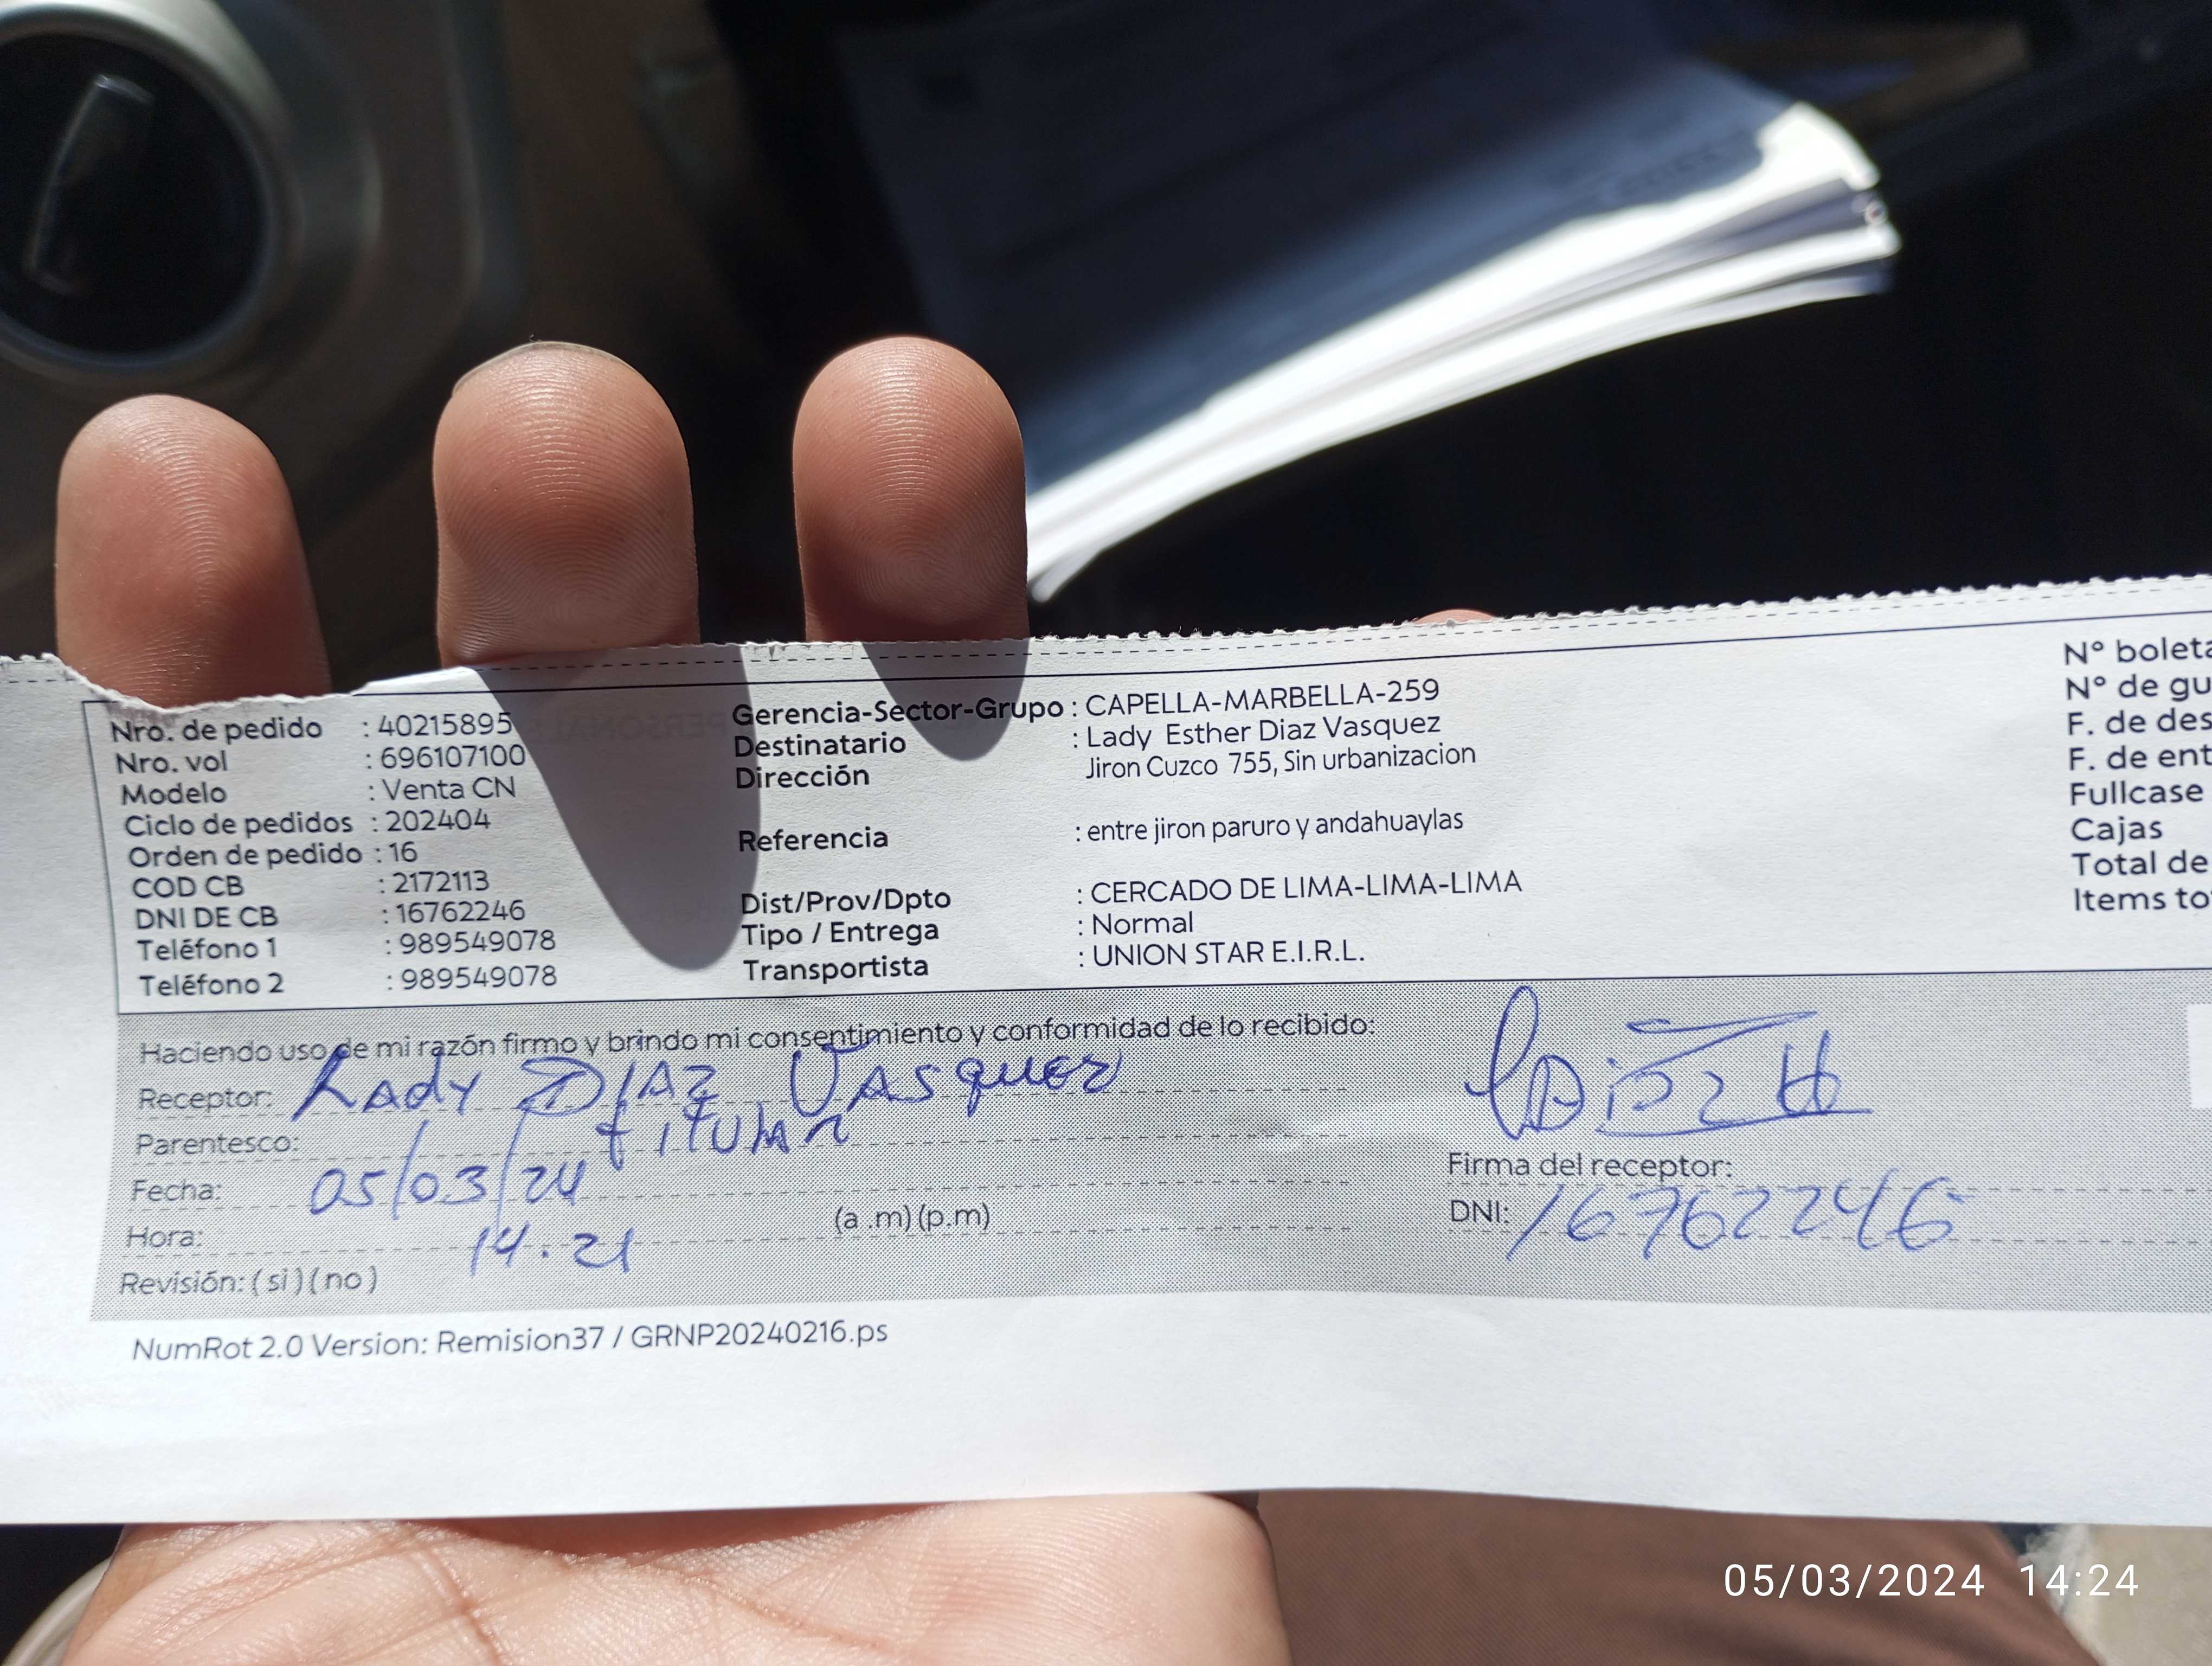 Nro. de pedido : 40215895
Nro. vol : 696107100
Modelo : Venta CN
Ciclo de pedidos : 202404
Orden de pedido : 16
COD CB : 2172113
DNI DE CB : 16762246
Teléfono 1 : 989549078
Teléfono 2 : 989549078
Gerencia-Sector-Grupo : CAPELLA-MARBELLA-259
Destinatario : Lady Esther Diaz Vasquez
Dirección Jiron Cuzco 755, Sin urbanizacion
Referencia : entre jiron paruro y andahuaylas
Dist/Prov/Dpto : CERCADO DE LIMA-LIMA-LIMA
Tipo / Entrega : Normal
Transportista : UNION STAR E.I.R.L.
N° boleta
N° de gu
F. de des
F. de ent
Fullcase
Cajas
Total de
Items to
Haciendo uso de mi razón firmo y brindo mi consentimiento y conformidad de lo recibido:
Receptor: Lady DIAZ VASquez
Parentesco: titular
Fecha: 05/03/24
Hora: 14.21 (a .m) (p.m)
Revisión: ( si ) ( no )
Firma del receptor:
DNI: 16762246
NumRot 2.0 Version: Remision37 / GRNP20240216.ps
05/03/2024 14:24